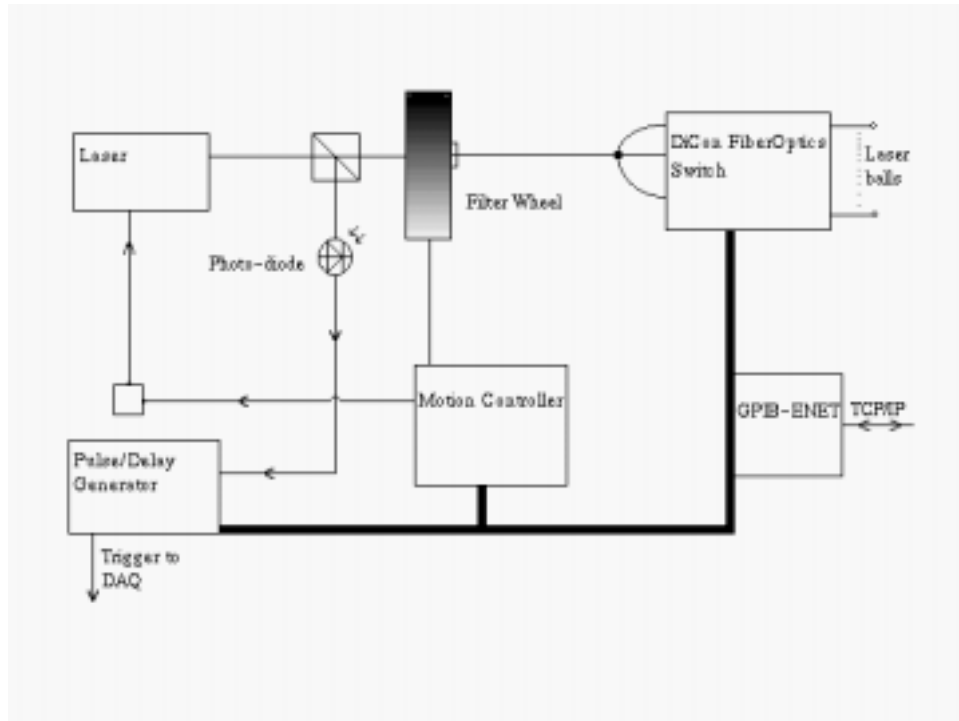 Laser
DiCon FiberOptics
Switch
Laser
balls
Filter Wheel
Photo-diode
Motion Controller
GPIB-ENET
TCP/IP
Pulse/Delay
Generator
Trigger to
DAQ